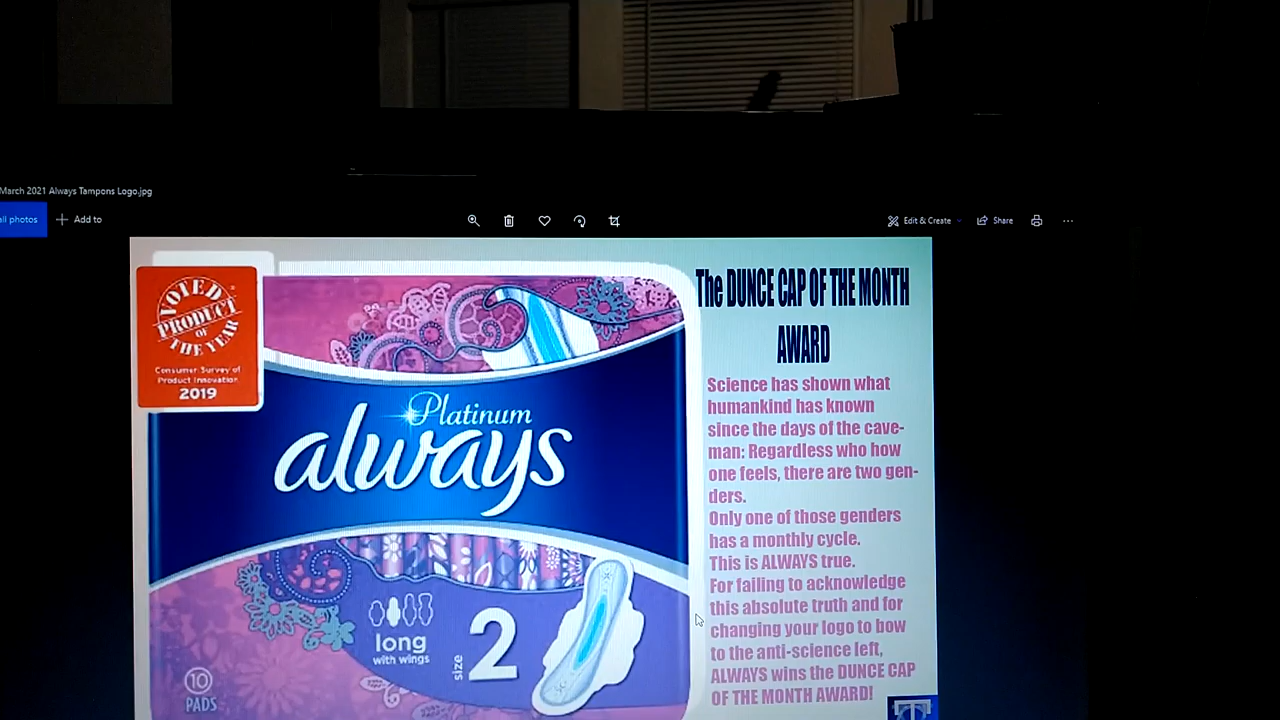 March 2021 Always Tampons Logo.jpg
all photos
Add to
Edit & Create
Share
VOTED
PRODUCT
OF
THE YEAR
Consumer Survey of
Product Innovation
2019
Platinum
always
long
with wings
size 2
10
PADS
The DUNCE CAP OF THE MONTH
AWARD
Science has shown what
humankind has known
since the days of the cave-
man: Regardless who how
one feels, there are two gen-
ders.
Only one of those genders
has a monthly cycle.
This is ALWAYS true.
For failing to acknowledge
this absolute truth and for
changing your logo to bow
to the anti-science left,
ALWAYS wins the DUNCE CAP
OF THE MONTH AWARD!